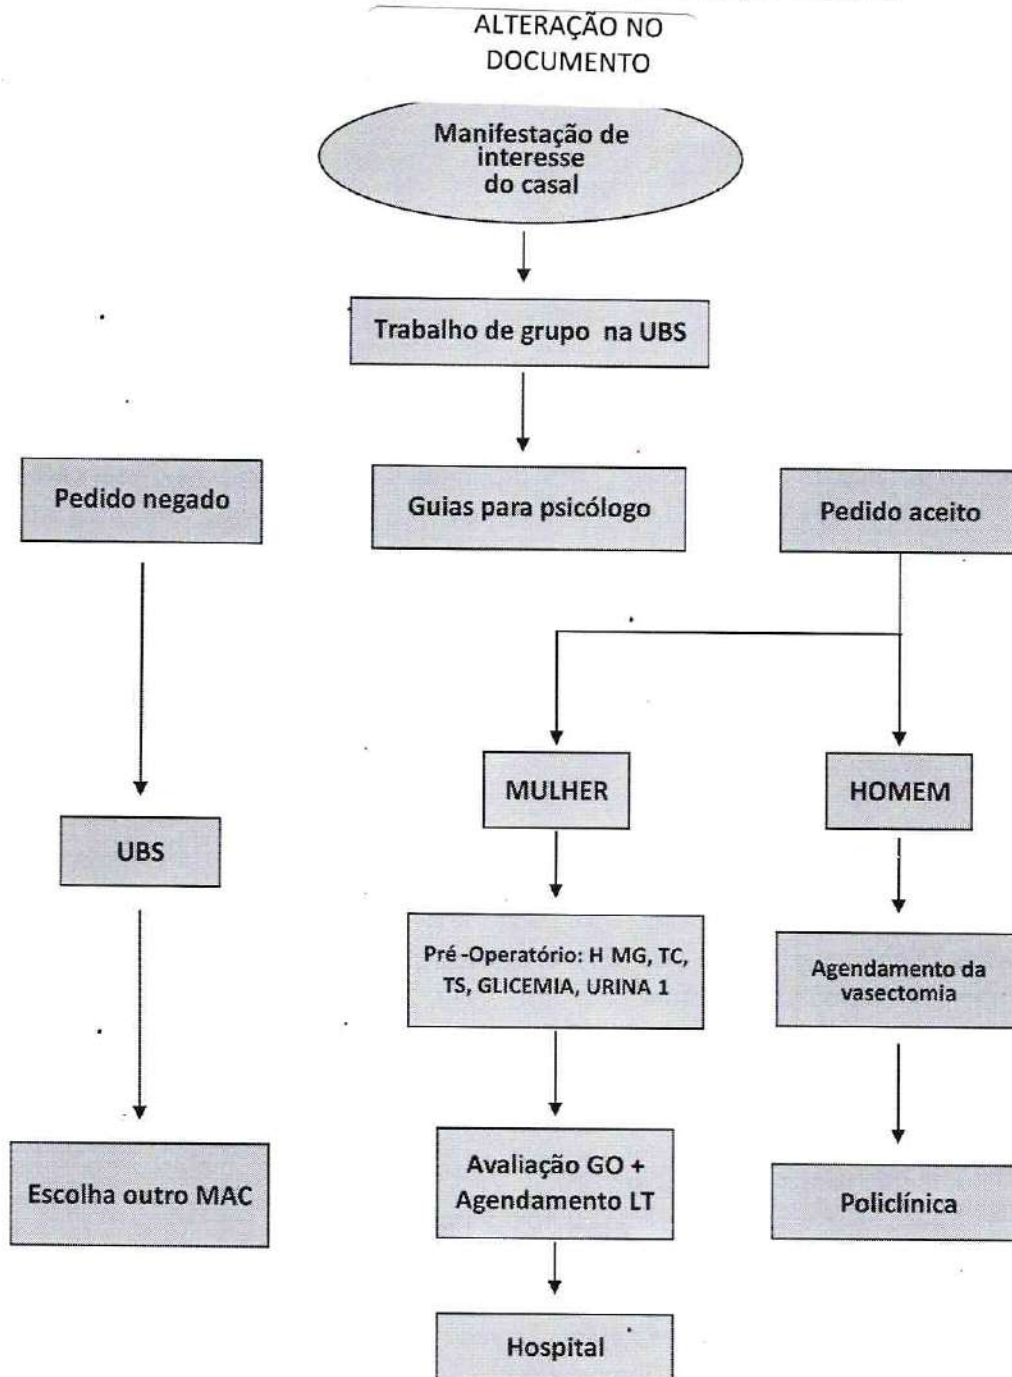 ALTERAÇÃO NO
DOCUMENTO
Manifestação de
interesse
do casal
Trabalho de grupo na UBS
Pedido negado
Guias para psicólogo
Pedido aceito
MULHER
HOMEM
UBS
Pré -Operatório: H MG, TC,
TS, GLICEMIA, URINA 1
Agendamento da
vasectomia
Avaliação GO +
Agendamento LT
Escolha outro MAC
Policlínica
Hospital